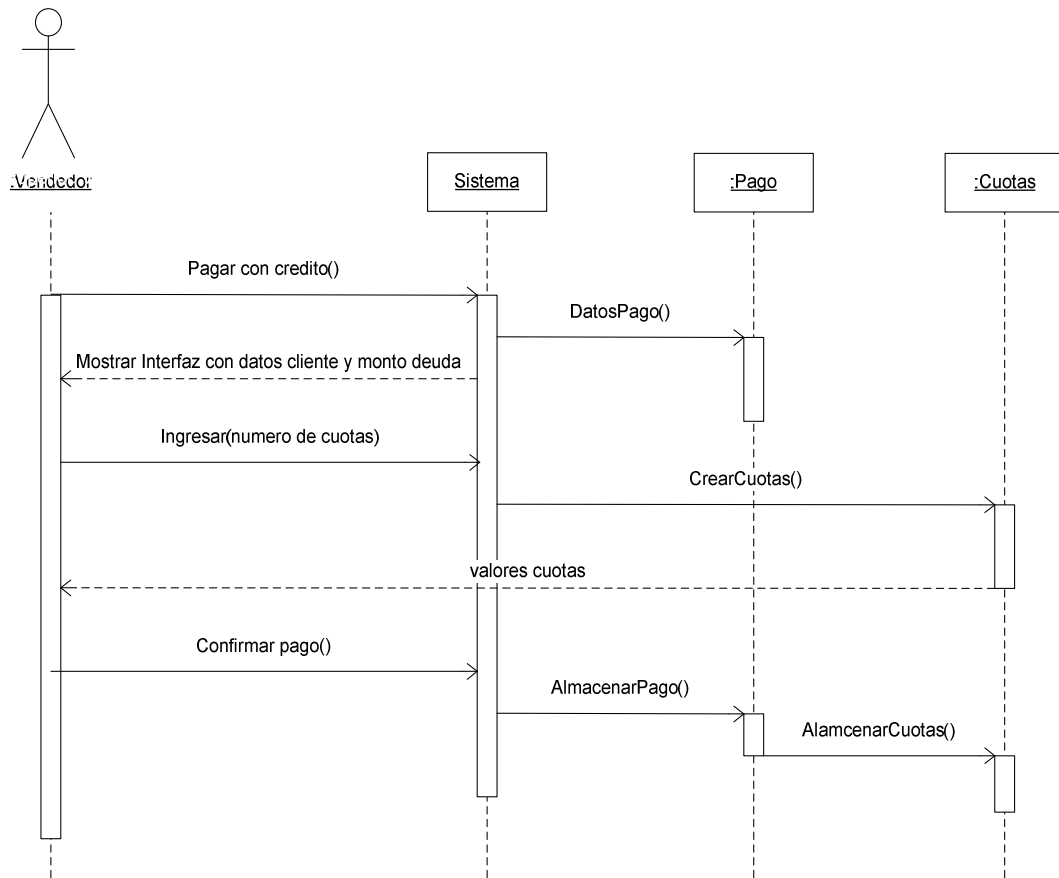 :Vendedor
Sistema
:Pago
:Cuotas
Pagar con credito()
DatosPago()
Mostrar Interfaz con datos cliente y monto deuda
Ingresar(numero de cuotas)
CrearCuotas()
valores cuotas
Confirmar pago()
AlmacenarPago()
AlamcenarCuotas()